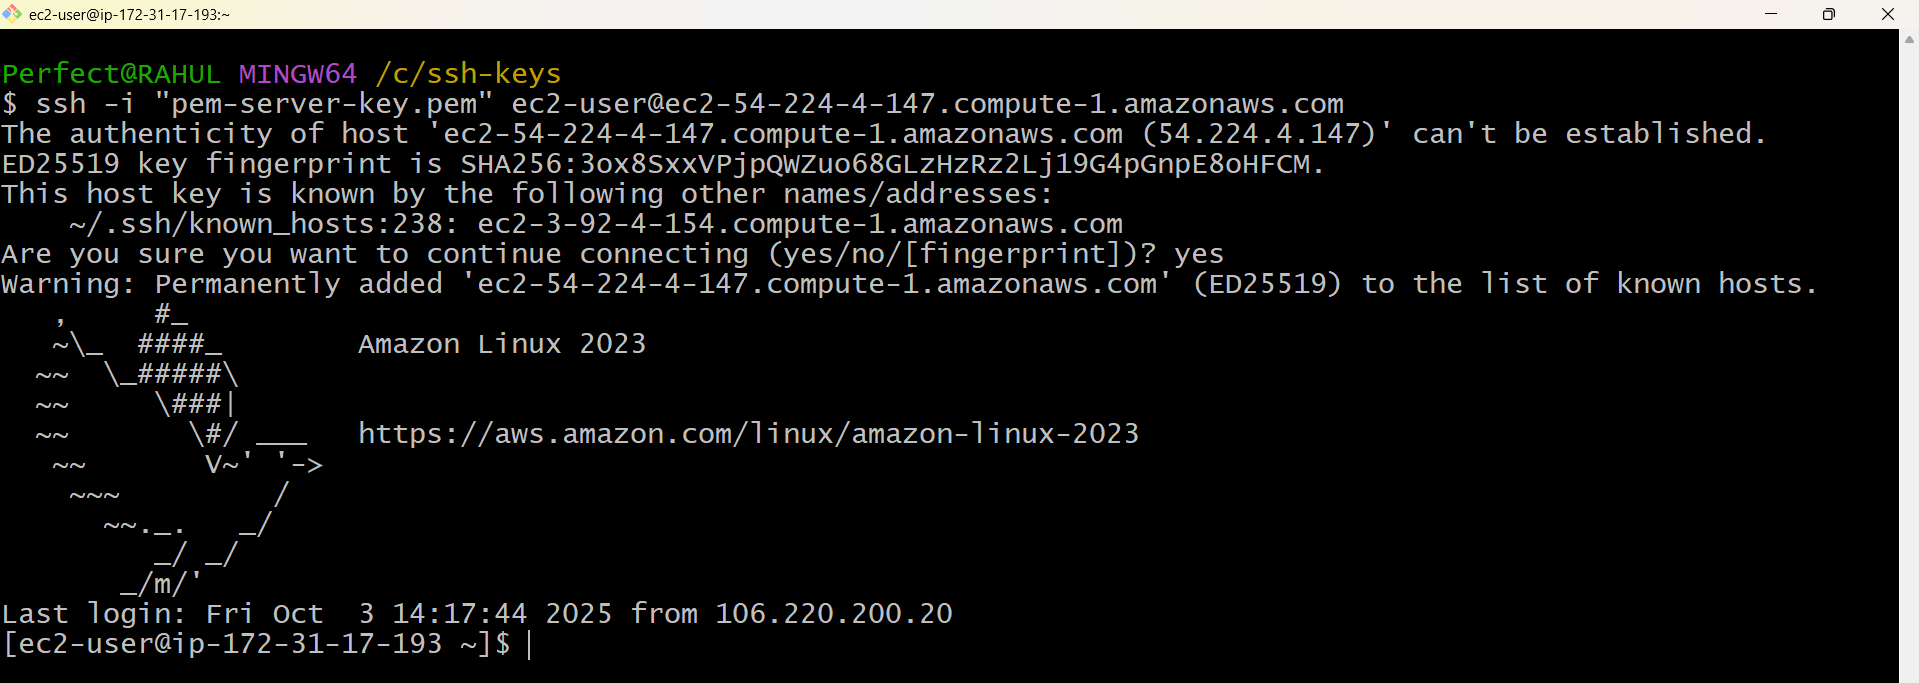 ec2-user@ip-172-31-17-193:~
Perfect@RAHUL MINGW64 /c/ssh-keys
$ ssh -i "pem-server-key.pem" ec2-user@ec2-54-224-4-147.compute-1.amazonaws.com
The authenticity of host 'ec2-54-224-4-147.compute-1.amazonaws.com (54.224.4.147)' can't be established.
ED25519 key fingerprint is SHA256:3ox8SxxVPjpQWZuo68GLzHzRz2Lj19G4pGnpE8oHFCM.
This host key is known by the following other names/addresses:
    ~/.ssh/known_hosts:238: ec2-3-92-4-154.compute-1.amazonaws.com
Are you sure you want to continue connecting (yes/no/[fingerprint])? yes
Warning: Permanently added 'ec2-54-224-4-147.compute-1.amazonaws.com' (ED25519) to the list of known hosts.
   ,     #_
   ~\_  ####_        Amazon Linux 2023
  ~~  \_#####\
  ~~     \###|
  ~~       \#/ ___   https://aws.amazon.com/linux/amazon-linux-2023
   ~~       V~' '->
    ~~~         /
      ~~._.   _/
         _/ _/
       _/m/'
Last login: Fri Oct  3 14:17:44 2025 from 106.220.200.20
[ec2-user@ip-172-31-17-193 ~]$